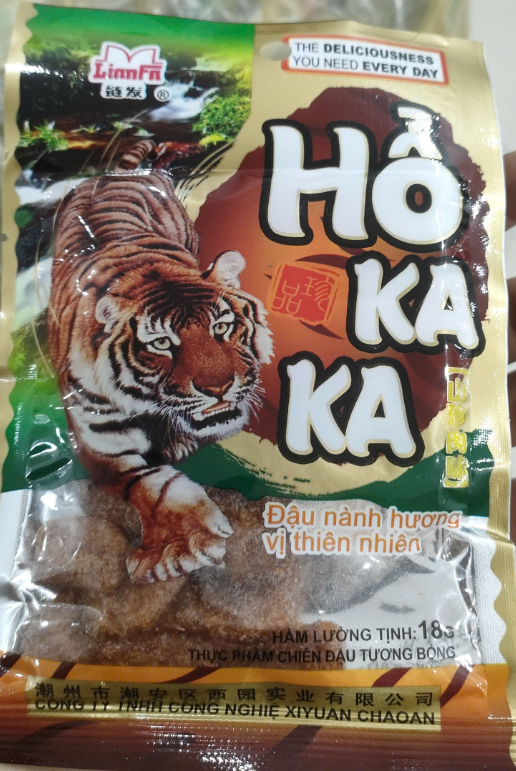 LianFa
链发®
THE DELICIOUSNESS
YOU NEED EVERY DAY
HỔ
KA
KA
珍
品
Đậu nành hương
vị thiên nhiên
HÀM LƯỢNG TỊNH:18G
THỰC PHẨM CHIÊN ĐẬU TƯƠNG BÔNG
潮州市潮安区西园实业有限公司
CÔNG TY TNHH CÔNG NGHIỆ XIYUAN CHAOAN